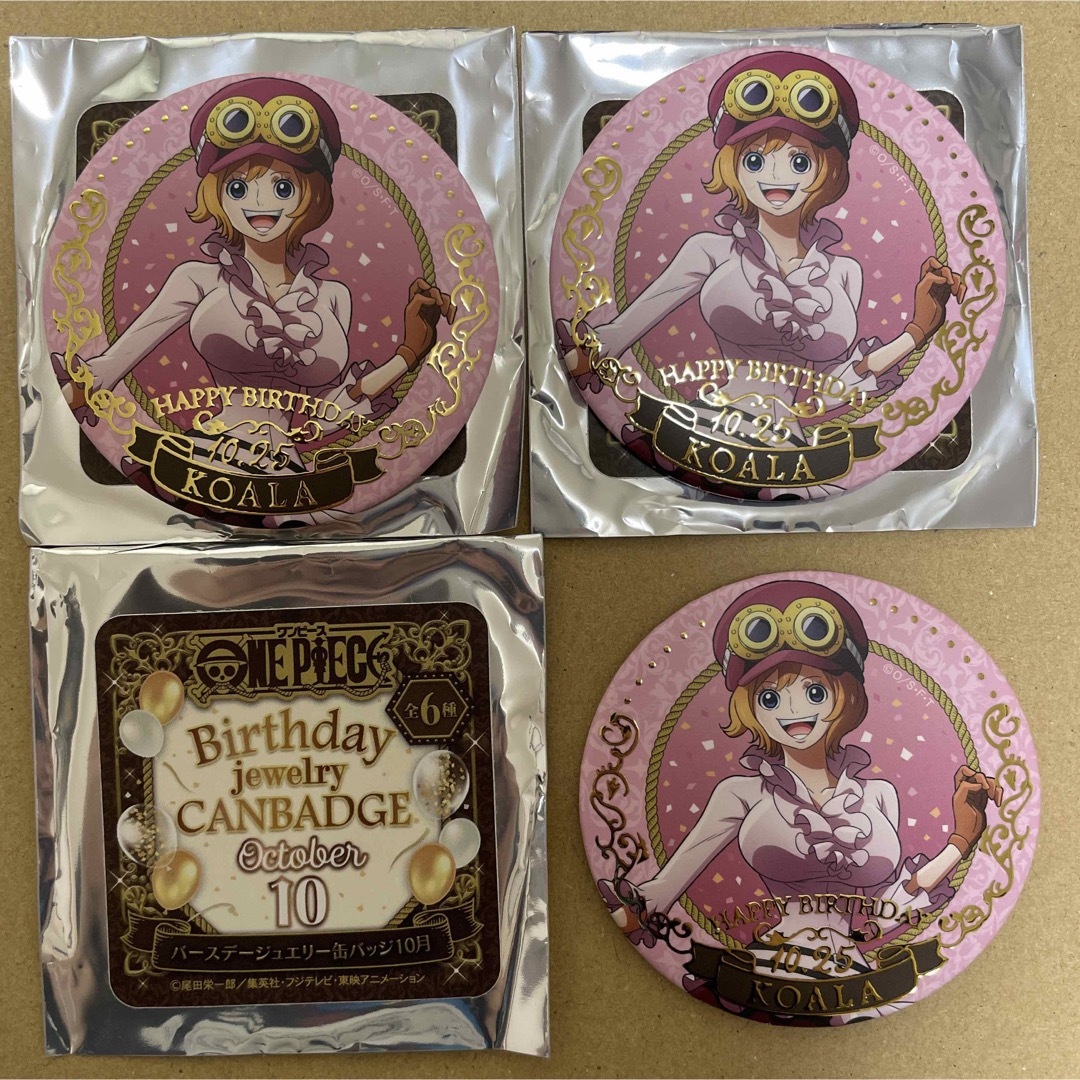 ©O/S・F・T
HAPPY BIRTHDAY
10.25
KOALA
©O/S・F・T
HAPPY BIRTHDAY
10.25
KOALA
ワンピース
ONE PIECE
全6種
Birthday
jewelry
CANBADGE
October
10
バースデージュエリー缶バッジ10月
©尾田栄一郎/集英社・フジテレビ・東映アニメーション
©O/S・F・T
HAPPY BIRTHDAY
10.25
KOALA